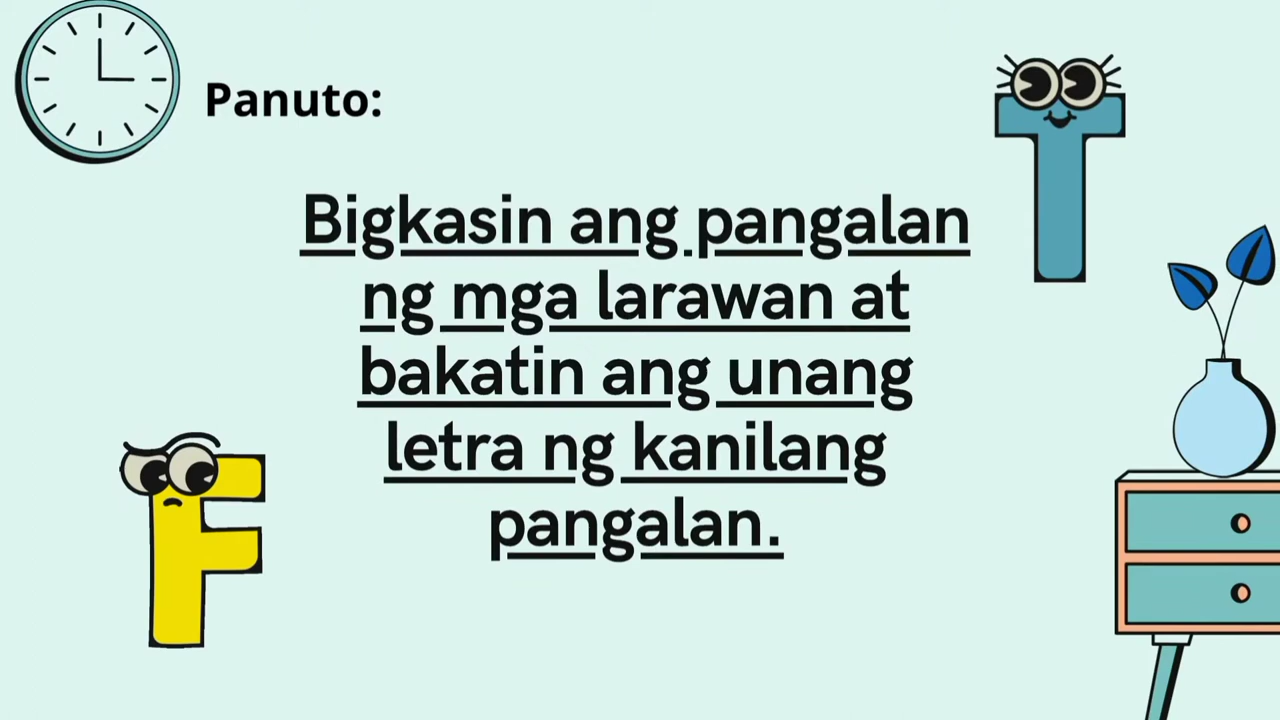 Panuto:
Bigkasin ang pangalan
ng mga larawan at
bakatin ang unang
letra ng kanilang
pangalan.